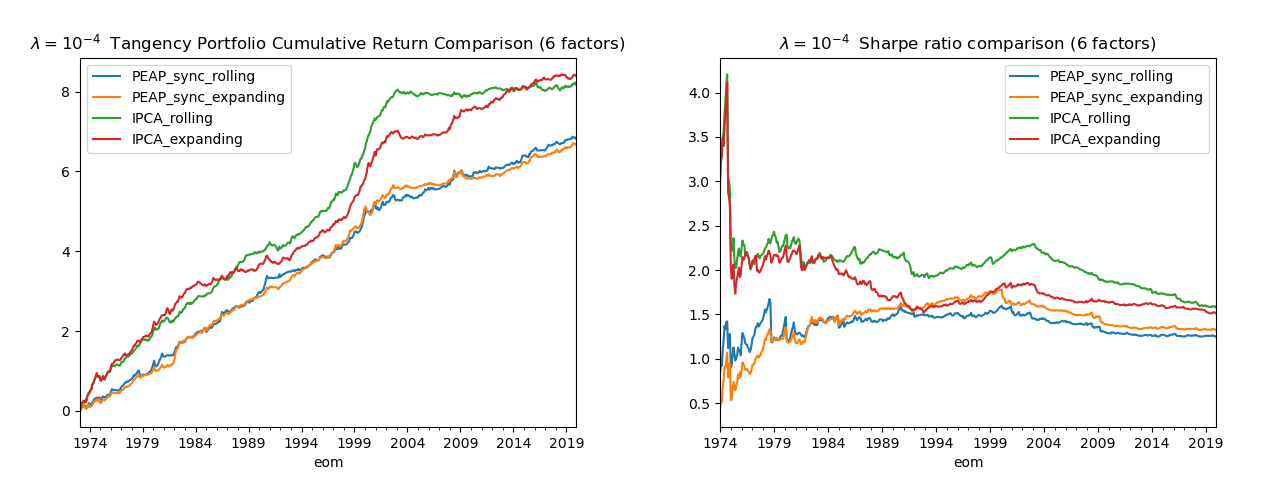 λ = 10⁻⁴ Tangency Portfolio Cumulative Return Comparison (6 factors)
PEAP_sync_rolling
PEAP_sync_expanding
IPCA_rolling
IPCA_expanding
8
6
4
2
0
1974 1979 1984 1989 1994 1999 2004 2009 2014 2019
eom
λ = 10⁻⁴ Sharpe ratio comparison (6 factors)
PEAP_sync_rolling
PEAP_sync_expanding
IPCA_rolling
IPCA_expanding
4.0
3.5
3.0
2.5
2.0
1.5
1.0
0.5
1974 1979 1984 1989 1994 1999 2004 2009 2014 2019
eom